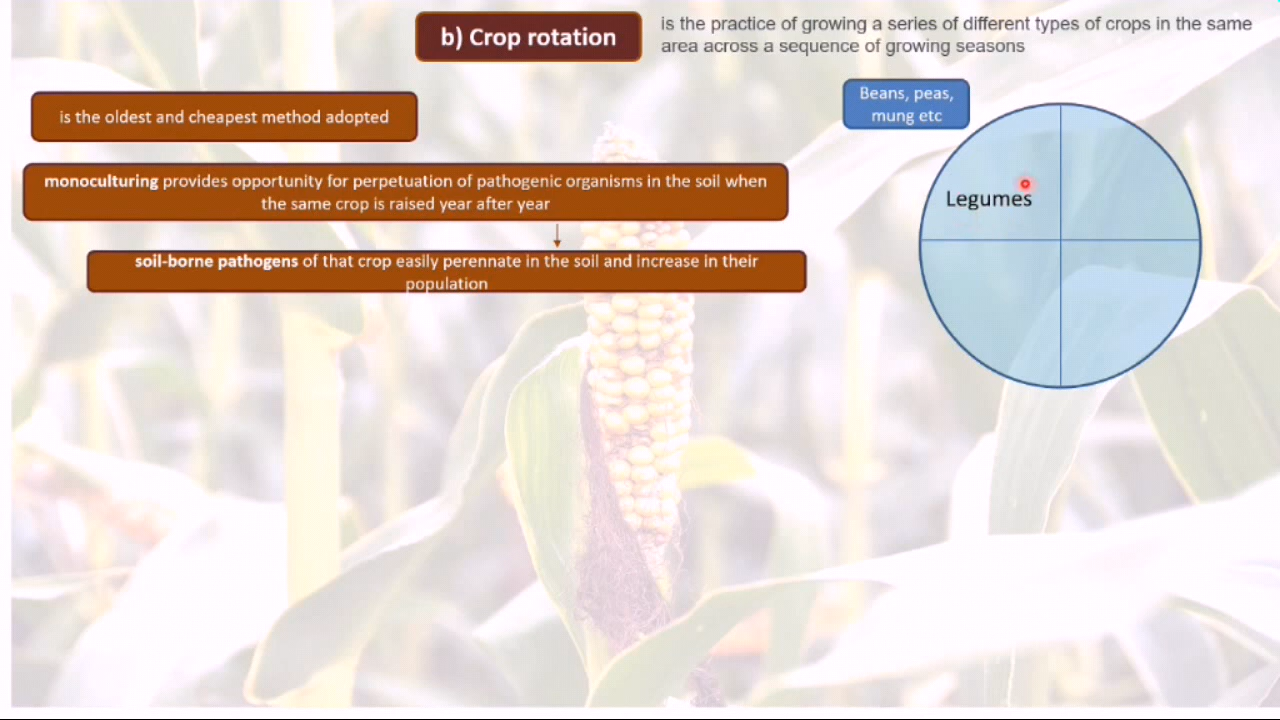 b) Crop rotation
is the practice of growing a series of different types of crops in the same
area across a sequence of growing seasons
is the oldest and cheapest method adopted
monoculturing provides opportunity for perpetuation of pathogenic organisms in the soil when
the same crop is raised year after year
soil-borne pathogens of that crop easily perennate in the soil and increase in their
population
Beans, peas,
mung etc
Legumes